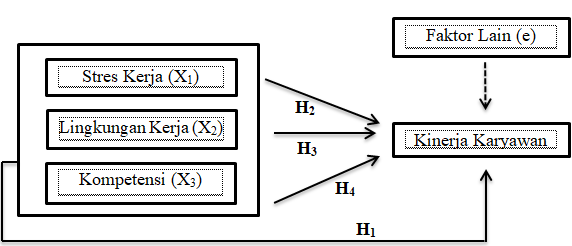 Faktor Lain (e)
Stres Kerja (X1)
H2
Lingkungan Kerja (X2)
H3
Kinerja Karyawan
Kompetensi (X3)
H4
H1